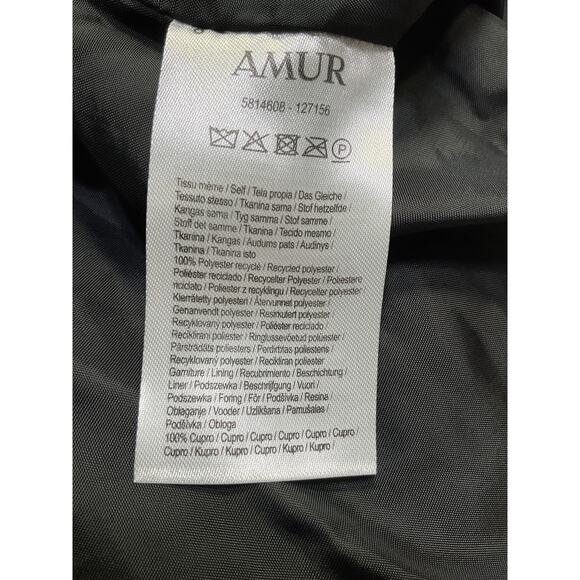 AMUR
5814608 - 127156
P
Tissu même / Self / Tela propia / Das Gleiche /
Tessuto stesso / Tkanina sama / Stof hetzelfde /
Kangas sama / Tyg samma / Stof samme /
Stoff del samme / Tkanina / Tecido mesmo /
Tkanina / Kangas / Audums pats / Audinys /
Tkanina / Tkanina isto
100% Polyester recyclé / Recycled polyester /
Poliéster reciclado / Recycelter Polyester / Poliestere
riciclato / Poliester z recyklingu / Polyester /
Kierrätetty polyesteri / Återvunnet polyester /
Genanvendt polyester / Resirkulert polyester /
Recyklovaný polyester / Poliéster reciclado /
Reciklirani poliester / Ringlussevõetud polüester /
Pārstrādāts poliesters / Perdirbtas poliesteris /
Recyklovaný polyester / Reciklirani poliester
Garniture / Lining / Recubrimiento / Beschichtung /
Liner / Podszewka / Beschrijfging / Vuori /
Podszewka / Foring / Fôr / Podšívka / Resina /
Oblaganje / Vooder / Uzlikšana / Pamušalas /
Podšívka / Obloga
100% Cupro / Cupro / Cupro / Cupro / Cupro / Cupro /
Cupro / Kupro / Kupro / Cupro / Kupro / Kupro /